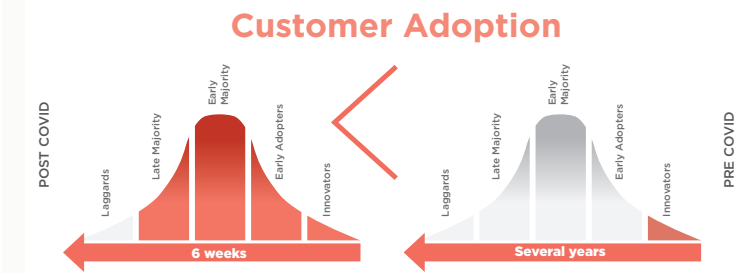 Customer Adoption
POST COVID
Laggards
Late Majority
Early
Majority
Early Adopters
Innovators
6 weeks
Laggards
Late Majority
Early
Majority
Early Adopters
Innovators
Several years
PRE COVID